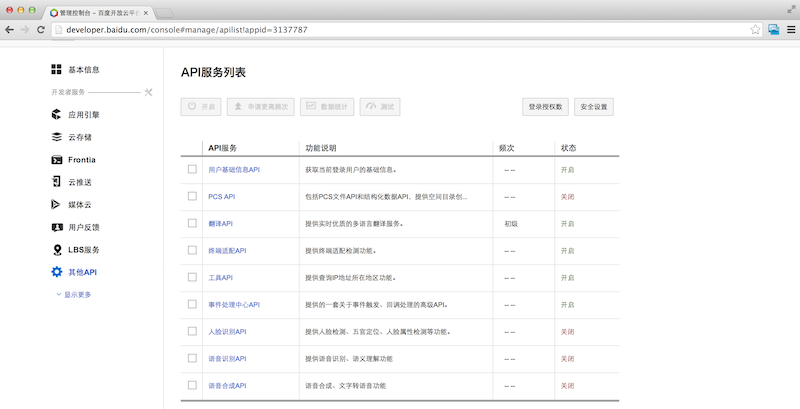 管理控制台 – 百度开放云平台
developer.baidu.com/console#manage/apilist!appid=3137787
基本信息
开发者服务
应用引擎
云存储
Frontia
云推送
媒体云
用户反馈
LBS服务
其他API
显示更多
API服务列表
开启 申请更高频次 数据统计 测试 登录授权数 安全设置
API服务 功能说明 频次 状态
用户基础信息API 获取当前登录用户的基础信息。 -- -- 开启
PCS API 包括PCS文件API和结构化数据API，提供空间目录创... -- -- 关闭
翻译API 提供实时优质的多语言翻译服务。 初级 开启
终端适配API 提供终端适配检测功能。 -- -- 开启
工具API 提供查询IP地址所在地区功能。 -- -- 开启
事件处理中心API 提供的一套关于事件触发、回调处理的高级API。 -- -- 开启
人脸识别API 提供人脸检测、五官定位、人脸属性检测等功能。 -- -- 关闭
语音识别API 提供语音识别、语义理解功能 -- -- 关闭
语音合成API 语音合成、文字转语音功能 -- -- 关闭